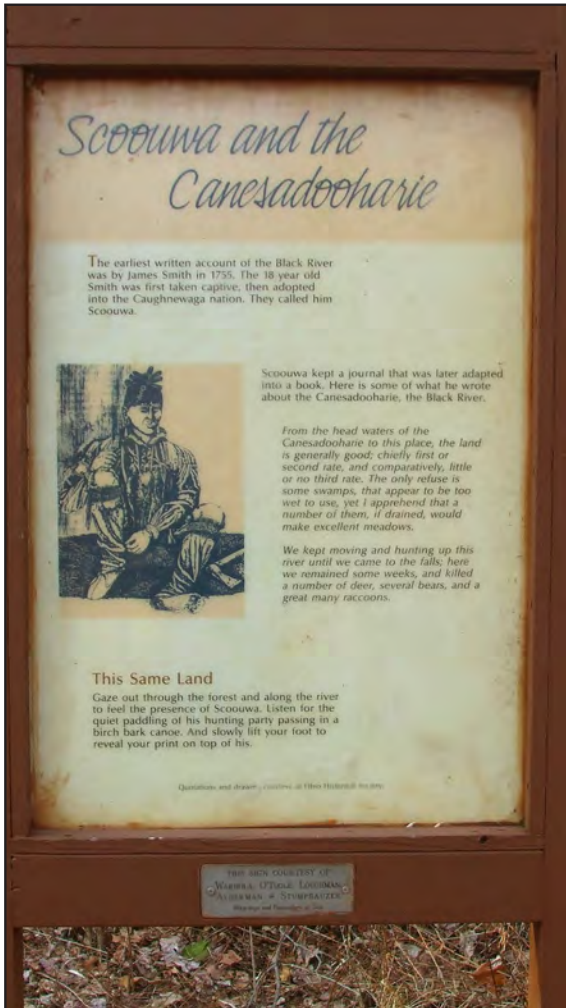 Scoouwa and the
Canesadooharie
The earliest written account of the Black River
was by James Smith in 1755. The 18 year old
Smith was first taken captive, then adopted
into the Caughnewaga nation. They called him
Scoouwa.
Scoouwa kept a journal that was later adapted
into a book. Here is some of what he wrote
about the Canesadooharie, the Black River.
From the head waters of the
Canesadooharie to this place, the land
is generally good; chiefly first or
second rate, and comparatively, little
or no third rate. The only refuse is
some swamps, that appear to be too
wet to use, yet I apprehend that a
number of them, if drained, would
make excellent meadows.
We kept moving and hunting up this
river until we came to the falls; here
we remained some weeks, and killed
a number of deer, several bears, and a
great many raccoons.
This Same Land
Gaze out through the forest and along the river
to feel the presence of Scoouwa. Listen for the
quiet paddling of his hunting party passing in a
birch bark canoe. And slowly lift your foot to
reveal your print on top of his.
Quotations and courtesy of Ohio Historical Society.
THIS SIGN COURTESY OF
O'TOOLE, LOUGHMAN,
ALDERMAN & STUMPHAUZER